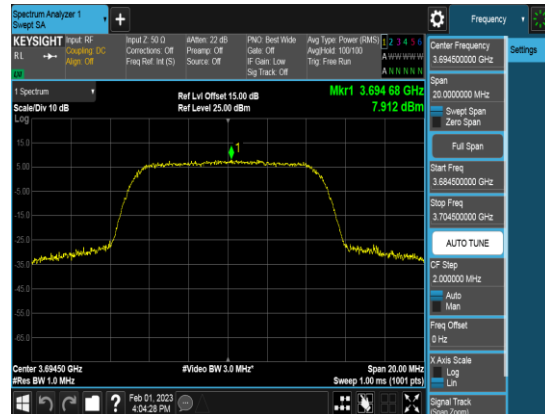 Spectrum Analyzer 1
Swept SA
Frequency
KEYSIGHT
RL
Input: RF
Coupling: DC
Align: Off
Input Z: 50 Ω
Corrections: Off
Freq Ref: Int (S)
#Atten: 22 dB
Preamp: Off
Source: Off
PNO: Best Wide
Gate: Off
IF Gain: Low
Sig Track: Off
Avg Type: Power (RMS)
Avg|Hold: 100/100
Trig: Free Run
1 2 3 4 5 6
A W W W W W
A N N N N N
1 Spectrum
Scale/Div 10 dB
Log
Ref Lvl Offset 15.00 dB
Ref Level 25.00 dBm
Mkr1 3.694 68 GHz
7.912 dBm
1
15.0
5.00
-5.00
-15.0
-25.0
-35.0
-45.0
-55.0
-65.0
Center 3.69450 GHz
#Res BW 1.0 MHz
#Video BW 3.0 MHz*
Span 20.00 MHz
Sweep 1.00 ms (1001 pts)
Feb 01, 2023
4:04:28 PM
Center Frequency
3.694500000 GHz
Settings
Span
20.0000000 MHz
Swept Span
Zero Span
Full Span
Start Freq
3.684500000 GHz
Stop Freq
3.704500000 GHz
AUTO TUNE
CF Step
2.000000 MHz
Auto
Man
Freq Offset
0 Hz
X Axis Scale
Log
Lin
Signal Track
(Span Zoom)